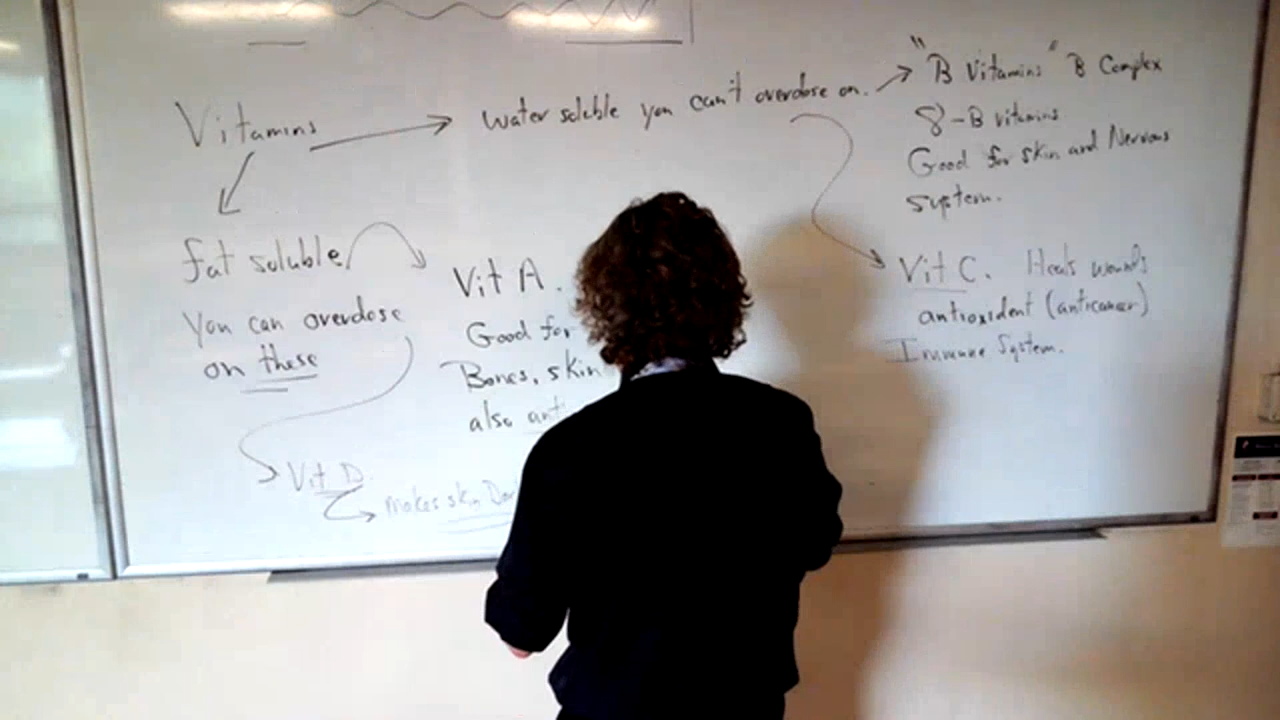 Vitamins
water soluble you can't overdose on.
"B Vitamins" B Complex
8-B vitamins
Good for skin and Nervous
system.
fat soluble
You can overdose
on these
Vit A.
Good for
Bones, skin
also
Vit C. Heals wounds
antioxident (anticancer)
Immune System.
Vit D.
makes skin